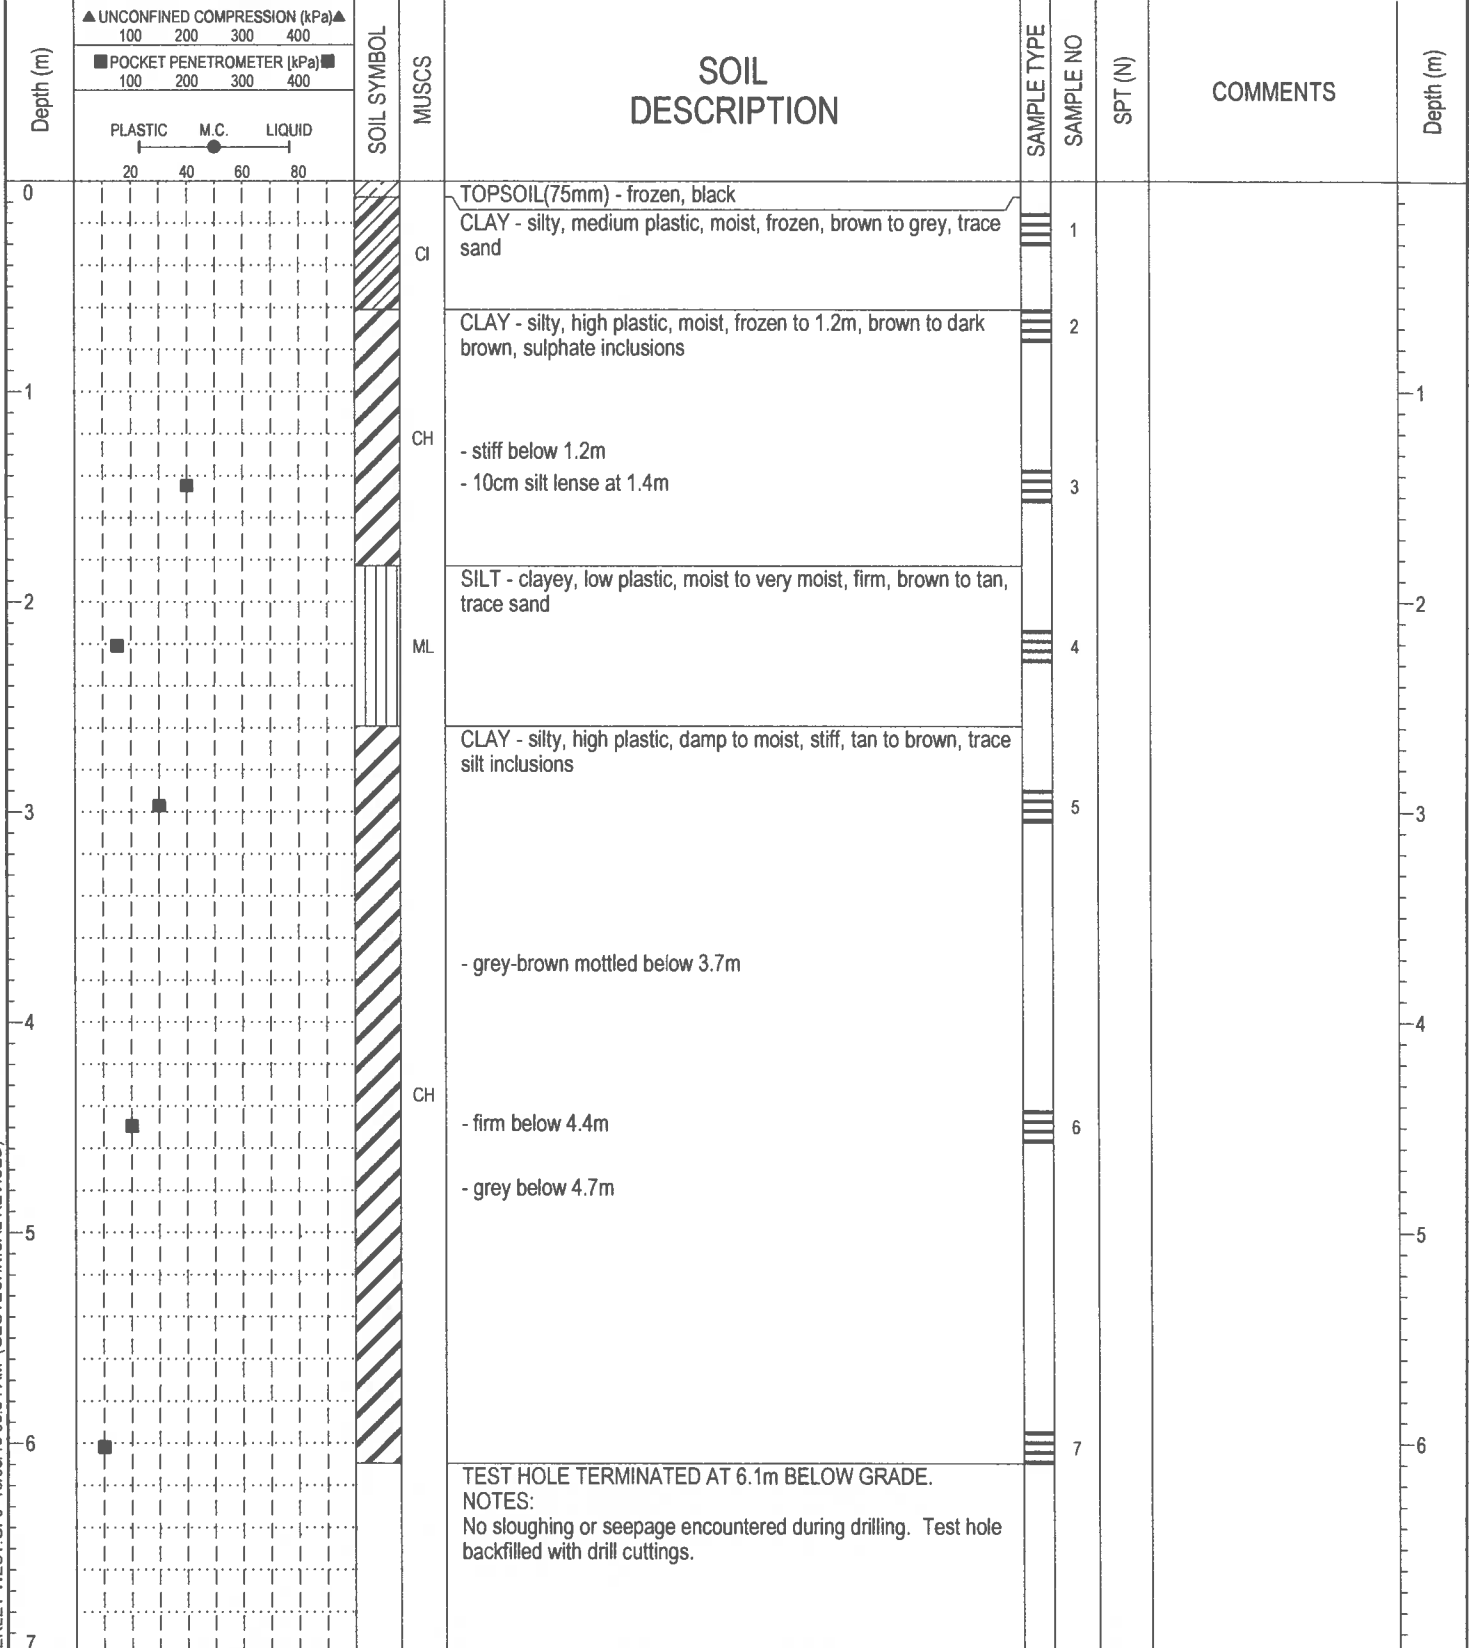 ▲ UNCONFINED COMPRESSION (kPa) ▲
100 200 300 400
■ POCKET PENETROMETER [kPa) ■
100 200 300 400
PLASTIC M.C. LIQUID
20 40 60 80
Depth (m)
SOIL SYMBOL
MUSCS
SOIL
DESCRIPTION
SAMPLE TYPE
SAMPLE NO
SPT (N)
COMMENTS
Depth (m)
0
TOPSOIL(75mm) - frozen, black
CLAY - silty, medium plastic, moist, frozen, brown to grey, trace
sand
CI
1
CLAY - silty, high plastic, moist, frozen to 1.2m, brown to dark
brown, sulphate inclusions
2
1
1
CH
- stiff below 1.2m
- 10cm silt lense at 1.4m
3
SILT - clayey, low plastic, moist to very moist, firm, brown to tan,
trace sand
2
2
ML
4
CLAY - silty, high plastic, damp to moist, stiff, tan to brown, trace
silt inclusions
3
5
3
- grey-brown mottled below 3.7m
4
4
CH
- firm below 4.4m
6
- grey below 4.7m
5
5
6
7
6
TEST HOLE TERMINATED AT 6.1m BELOW GRADE.
NOTES:
No sloughing or seepage encountered during drilling. Test hole
backfilled with drill cuttings.
7